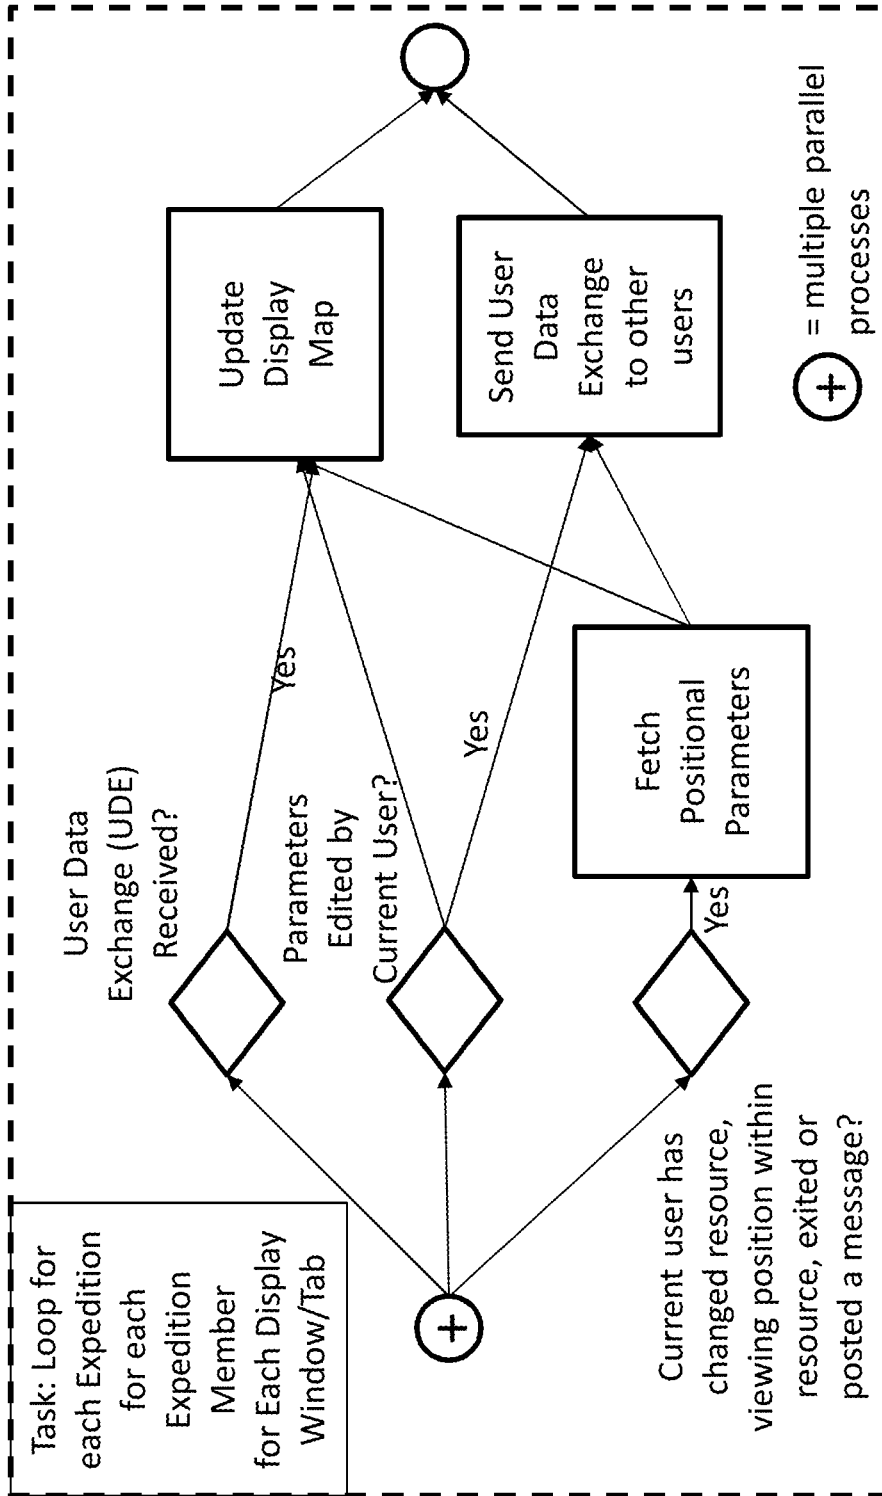 Task: Loop for
each Expedition
for each
Expedition
Member
for Each Display
Window/Tab
User Data
Exchange (UDE)
Received?
Yes
Parameters
Edited by
Current User?
Yes
Current user has
changed resource,
viewing position within
resource, exited or
posted a message?
Yes
Fetch
Positional
Parameters
Update
Display
Map
Send User
Data
Exchange
to other
users
+
+ = multiple parallel
processes